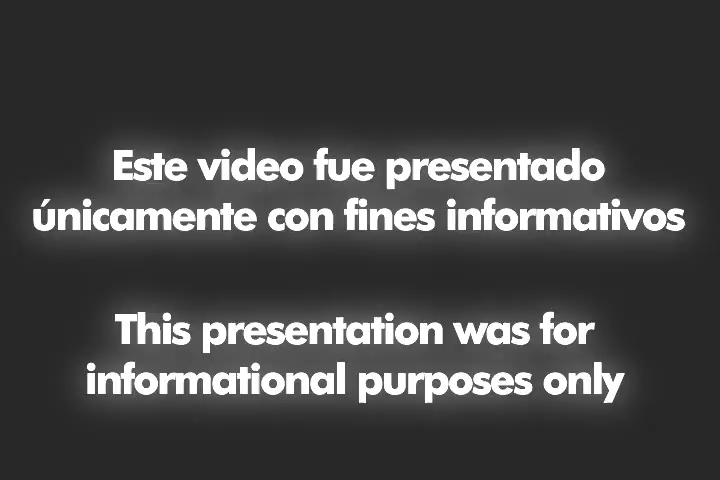 Este video fue presentado
únicamente con fines informativos
This presentation was for
informational purposes only